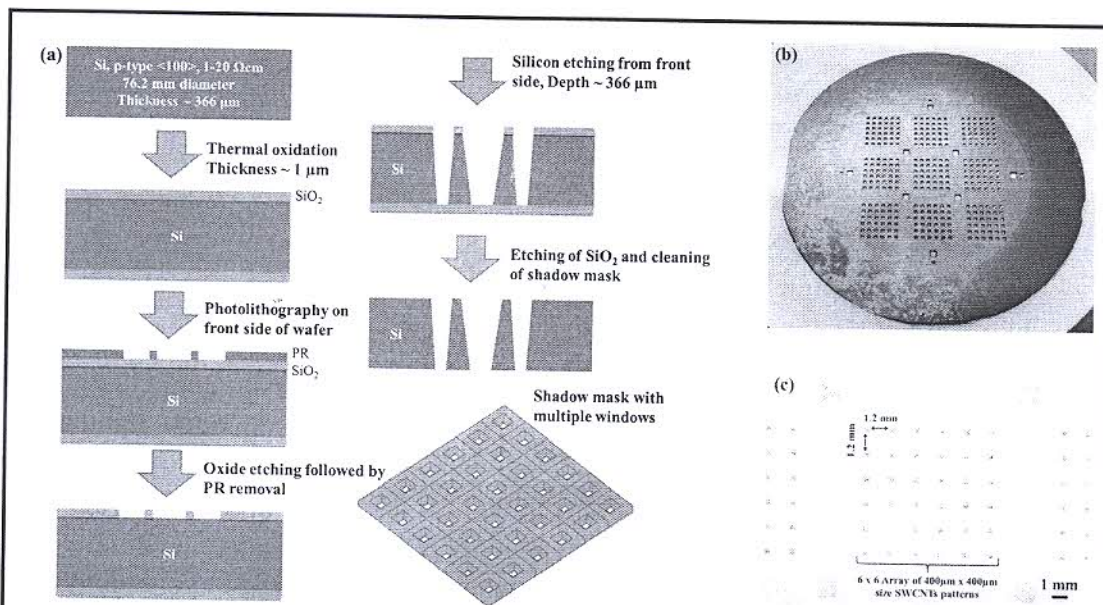 (a)
Si, p-type <100>, 1-20 Ωcm
76.2 mm diameter
Thickness ~ 366 µm
Thermal oxidation
Thickness ~ 1 µm
SiO₂
Si
Photolithography on
front side of wafer
PR
SiO₂
Si
Oxide etching followed by
PR removal
Si
Silicon etching from front
side, Depth ~ 366 µm
Si
Etching of SiO₂ and cleaning
of shadow mask
Si
Shadow mask with
multiple windows
(b)
(c)
1.2 mm
1.2 mm
6 x 6 Array of 400µm x 400µm
size SWCNTs patterns
1 mm